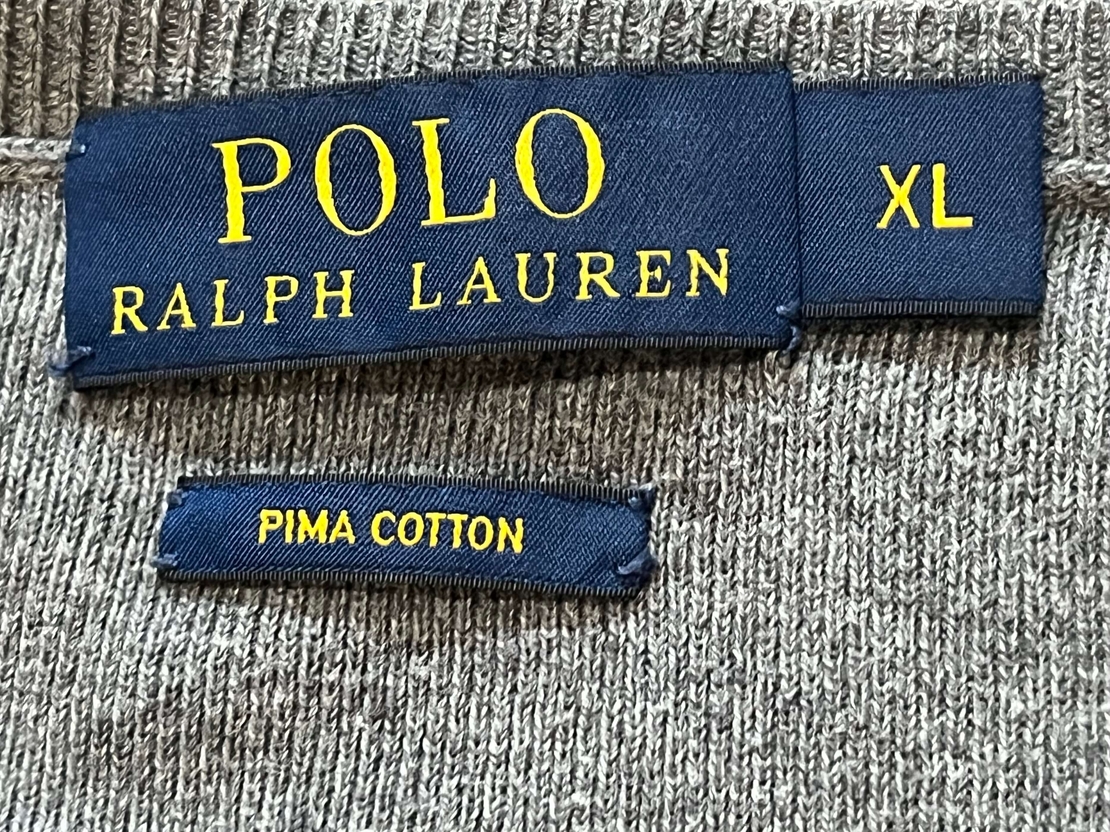 POLO
RALPH LAUREN
XL
PIMA COTTON